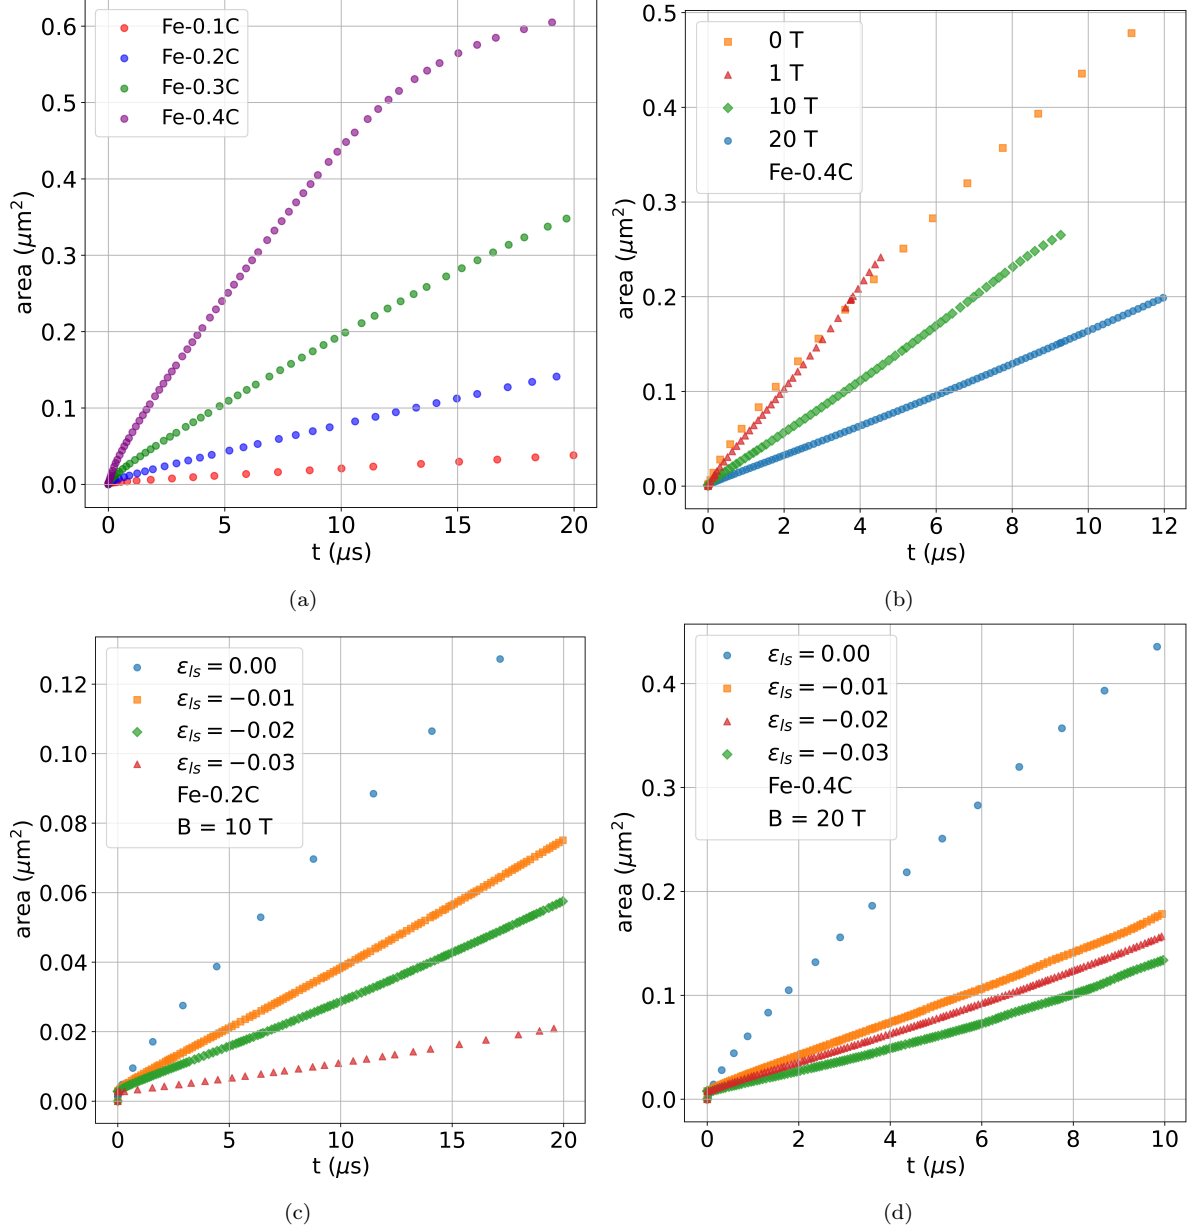 0.6
0.5
0.4
0.3
0.2
0.1
0.0
area (μm²)
Fe-0.1C
Fe-0.2C
Fe-0.3C
Fe-0.4C
0 5 10 15 20
t (μs)
(a)
0.5
0.4
0.3
0.2
0.1
0.0
area (μm²)
0 T
1 T
10 T
20 T
Fe-0.4C
0 2 4 6 8 10 12
t (μs)
(b)
0.12
0.10
0.08
0.06
0.04
0.02
0.00
area (μm²)
ε_ls = 0.00
ε_ls = −0.01
ε_ls = −0.02
ε_ls = −0.03
Fe-0.2C
B = 10 T
0 5 10 15 20
t (μs)
(c)
0.4
0.3
0.2
0.1
0.0
area (μm²)
ε_ls = 0.00
ε_ls = −0.01
ε_ls = −0.02
ε_ls = −0.03
Fe-0.4C
B = 20 T
0 2 4 6 8 10
t (μs)
(d)